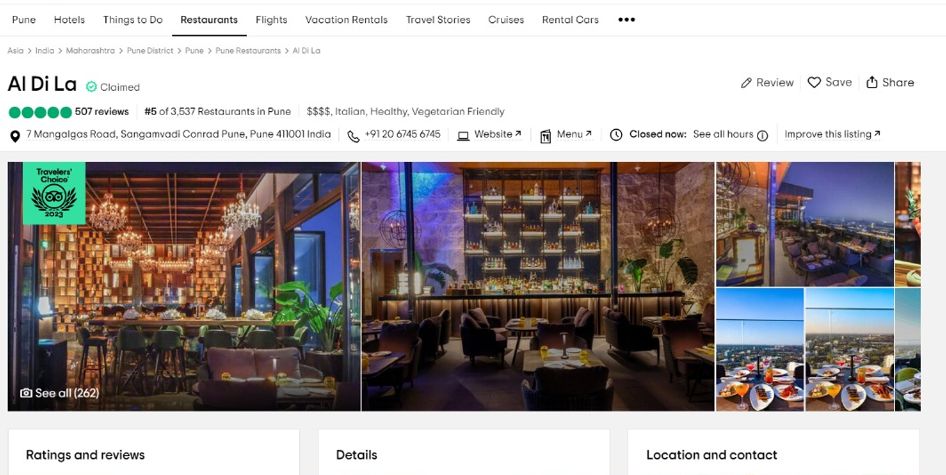 Pune Hotels Things to Do Restaurants Flights Vacation Rentals Travel Stories Cruises Rental Cars •••
Asia > India > Maharashtra > Pune District > Pune > Pune Restaurants > Al Di La
Al Di La Claimed Review Save Share
507 reviews #5 of 3,537 Restaurants in Pune $$$$, Italian, Healthy, Vegetarian Friendly
7 Mangalgas Road, Sangamvadi Conrad Pune, Pune 411001 India +91 20 6745 6745 Website Menu Closed now: See all hours Improve this listing
Travelers'
Choice
2023
See all (262)
Ratings and reviews Details Location and contact